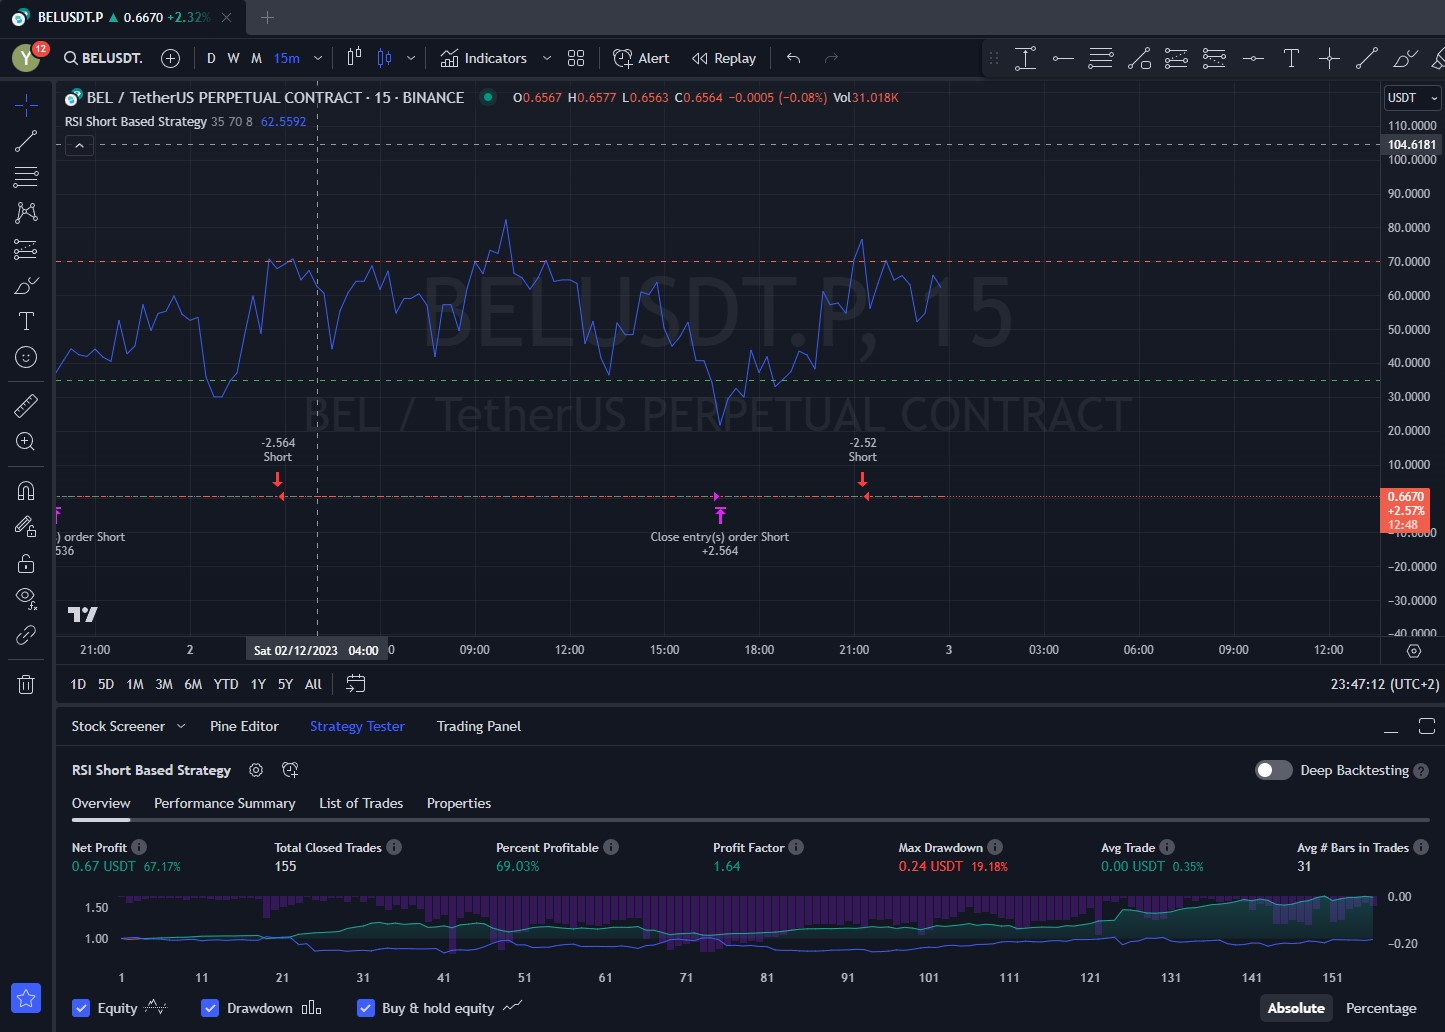 BELUSDT.P ▲ 0.6670 +2.32%
Y 12 BELUSDT. D W M 15m Indicators Alert Replay
BEL / TetherUS PERPETUAL CONTRACT · 15 · BINANCE O0.6567 H0.6577 L0.6563 C0.6564 −0.0005 (−0.08%) Vol31.018K
RSI Short Based Strategy 35 70 8 62.5592
USDT
110.0000
104.6181
100.0000
90.0000
80.0000
70.0000
60.0000
50.0000
40.0000
30.0000
20.0000
10.0000
0.6670
+2.57%
12:48
−10.0000
−20.0000
−30.0000
−40.0000
BELUSDT.P, 15
BEL / TetherUS PERPETUAL CONTRACT
-2.564
Short
-2.52
Short
) order Short
536
Close entry(s) order Short
+2.564
21:00 2 Sat 02/12/2023 04:00 0 09:00 12:00 15:00 18:00 21:00 3 03:00 06:00 09:00 12:00
1D 5D 1M 3M 6M YTD 1Y 5Y All 23:47:12 (UTC+2)
Stock Screener Pine Editor Strategy Tester Trading Panel
RSI Short Based Strategy Deep Backtesting
Overview Performance Summary List of Trades Properties
Net Profit Total Closed Trades Percent Profitable Profit Factor Max Drawdown Avg Trade Avg # Bars in Trades
0.67 USDT 67.17% 155 69.03% 1.64 0.24 USDT 19.18% 0.00 USDT 0.35% 31
1.50
1.00
0.00
−0.20
1 11 21 31 41 51 61 71 81 91 101 111 121 131 141 151
Equity Drawdown Buy & hold equity Absolute Percentage